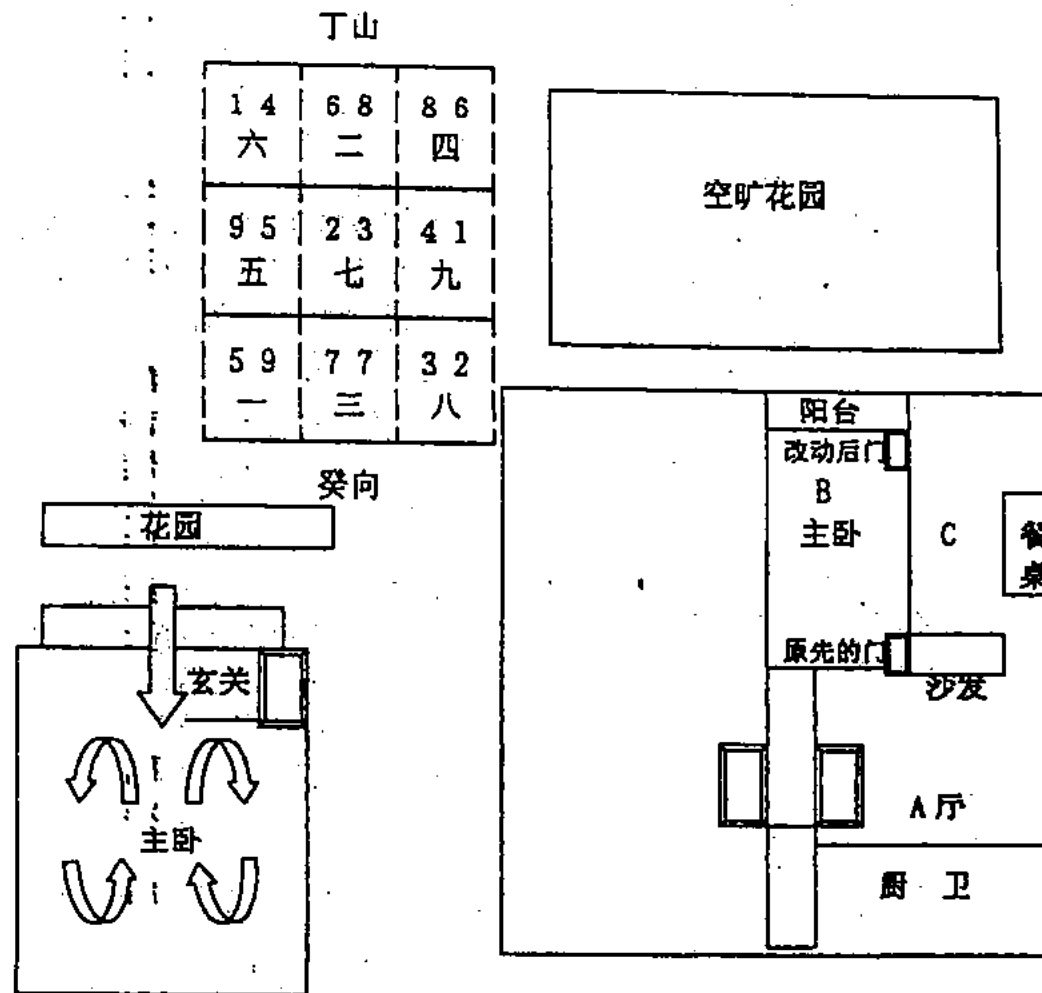 丁山
1 4 6 8 8 6
六 二 四
9 5 2 3 4 1
五 七 九
5 9 7 7 3 2
一 三 八
癸向
空旷花园
花园
玄关
主卧
阳台
改动后门
B
主卧
C
餐
桌
原先的门
沙发
A厅
厨 卫